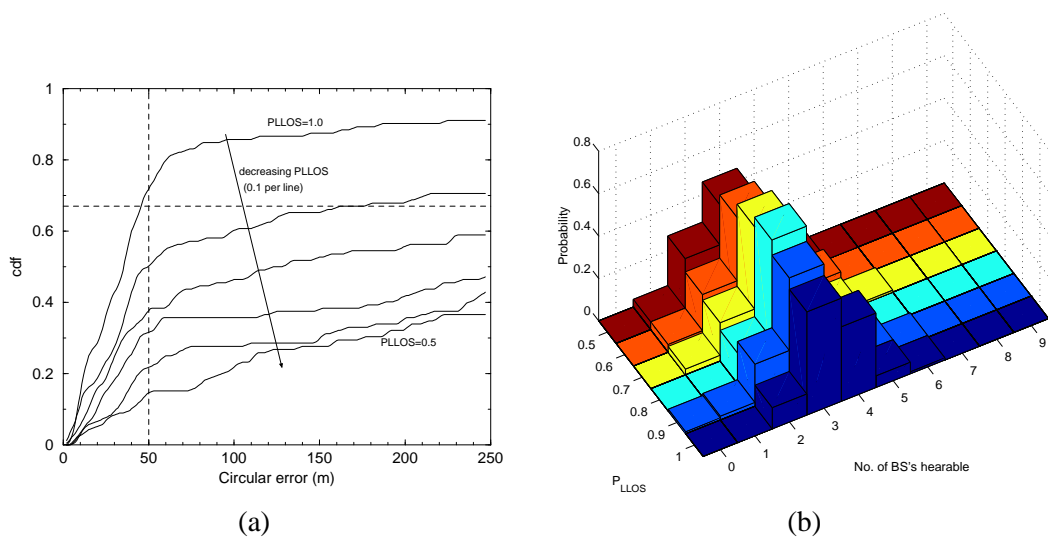 1
0.8
0.6
0.4
0.2
0
cdf
PLLOS=1.0
decreasing PLLOS
(0.1 per line)
PLLOS=0.5
0 50 100 150 200 250
Circular error (m)
(a)
0.8
0.6
0.4
0.2
0
Probability
0.5
0.6
0.7
0.8
0.9
1
P_LLOS
0
1
2
3
4
5
6
7
8
9
No. of BS's hearable
(b)